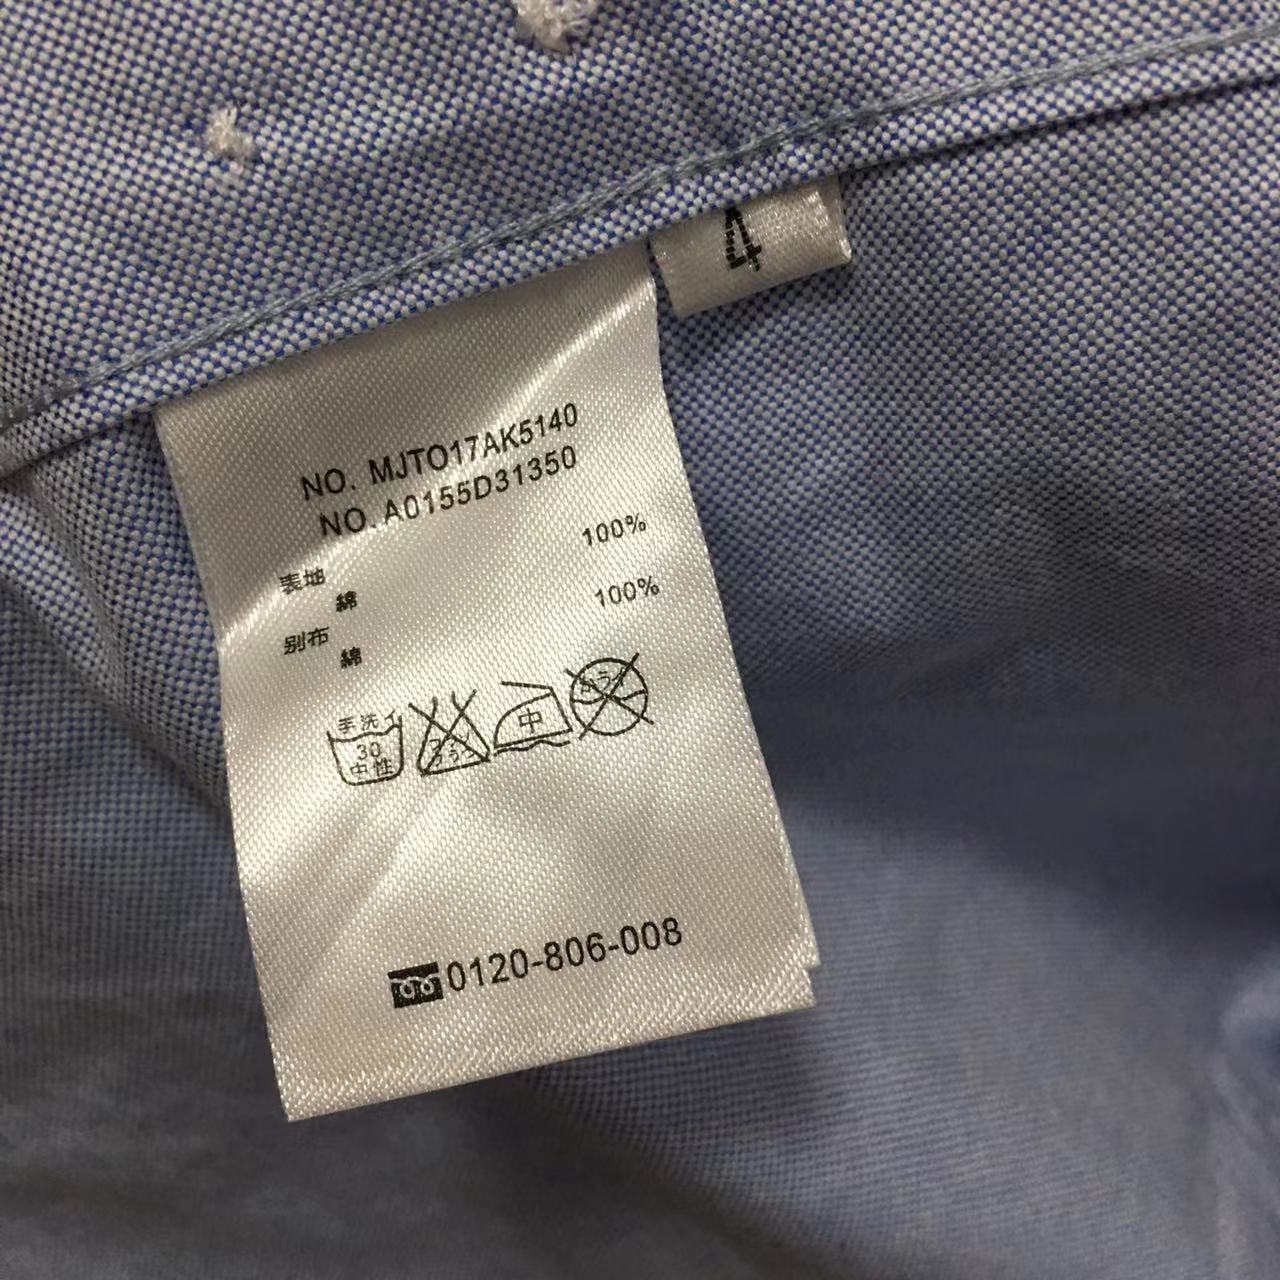 4
NO. MJTO17AK5140
NO. A0155D31350
表地
綿 100%
別布
綿 100%
手洗イ
30
中性
中
0120-806-008